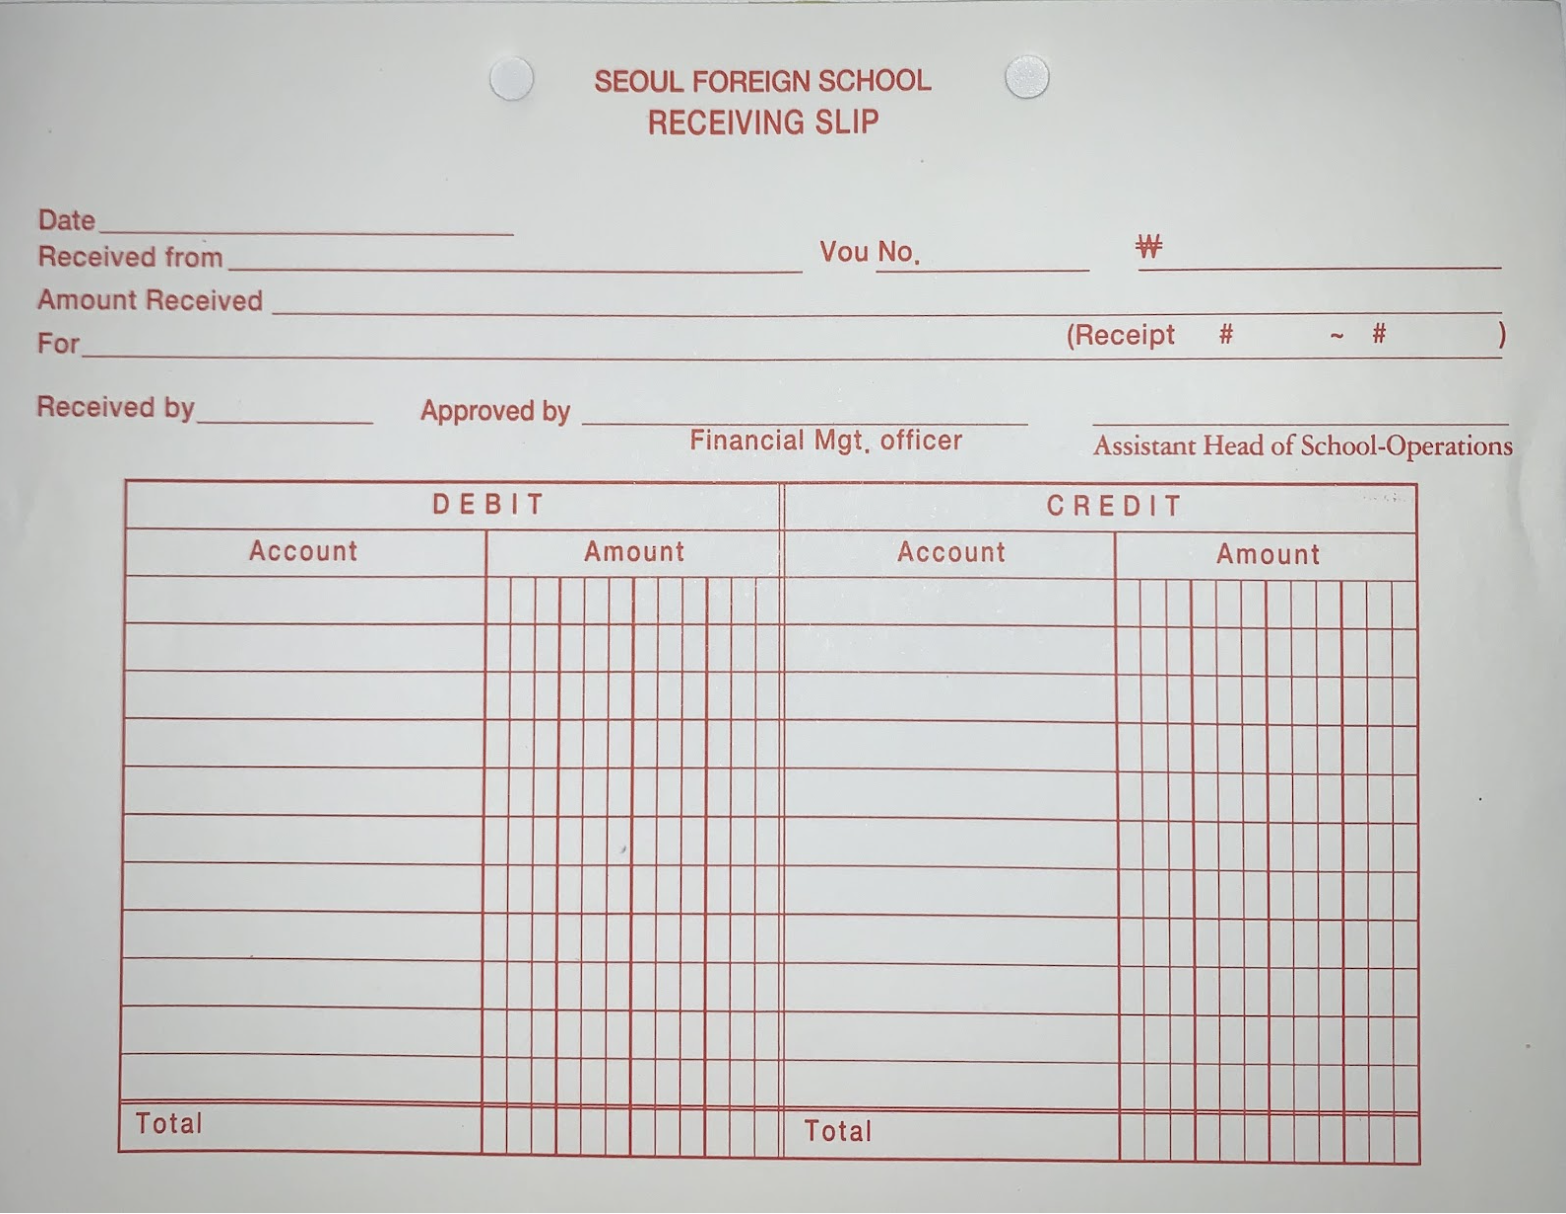 SEOUL FOREIGN SCHOOL
RECEIVING SLIP
Date
Received from Vou No. ₩
Amount Received
For (Receipt # ~ # )
Received by Approved by
Financial Mgt. officer Assistant Head of School-Operations
DEBIT CREDIT
Account Amount Account Amount
Total Total